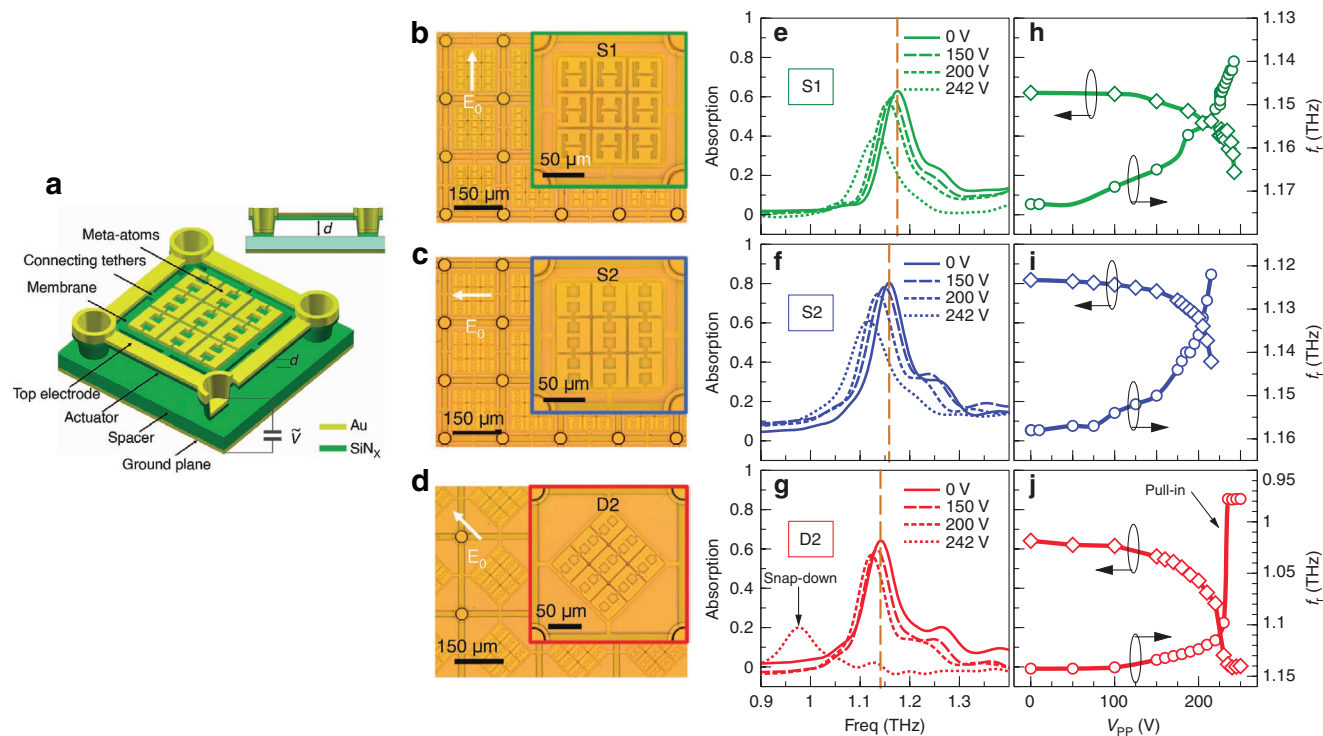 a
d
Meta-atoms
Connecting tethers
Membrane
Top electrode
Actuator
Spacer
Ground plane
d
Ṽ
Au
SiNX
b
S1
E0
50 µm
150 µm
c
S2
E0
50 µm
150 µm
d
D2
E0
50 µm
150 µm
e
S1
0 V
150 V
200 V
242 V
Absorption
1
0.8
0.6
0.4
0.2
0
f
S2
0 V
150 V
200 V
242 V
Absorption
1
0.8
0.6
0.4
0.2
0
g
D2
0 V
150 V
200 V
242 V
Snap-down
Absorption
1
0.8
0.6
0.4
0.2
0
0.9
1
1.1
1.2
1.3
Freq (THz)
h
1.13
1.14
1.15
1.16
1.17
fr (THz)
i
1.12
1.13
1.14
1.15
1.16
fr (THz)
j
Pull-in
0.95
1
1.05
1.1
1.15
fr (THz)
0
100
200
VPP (V)